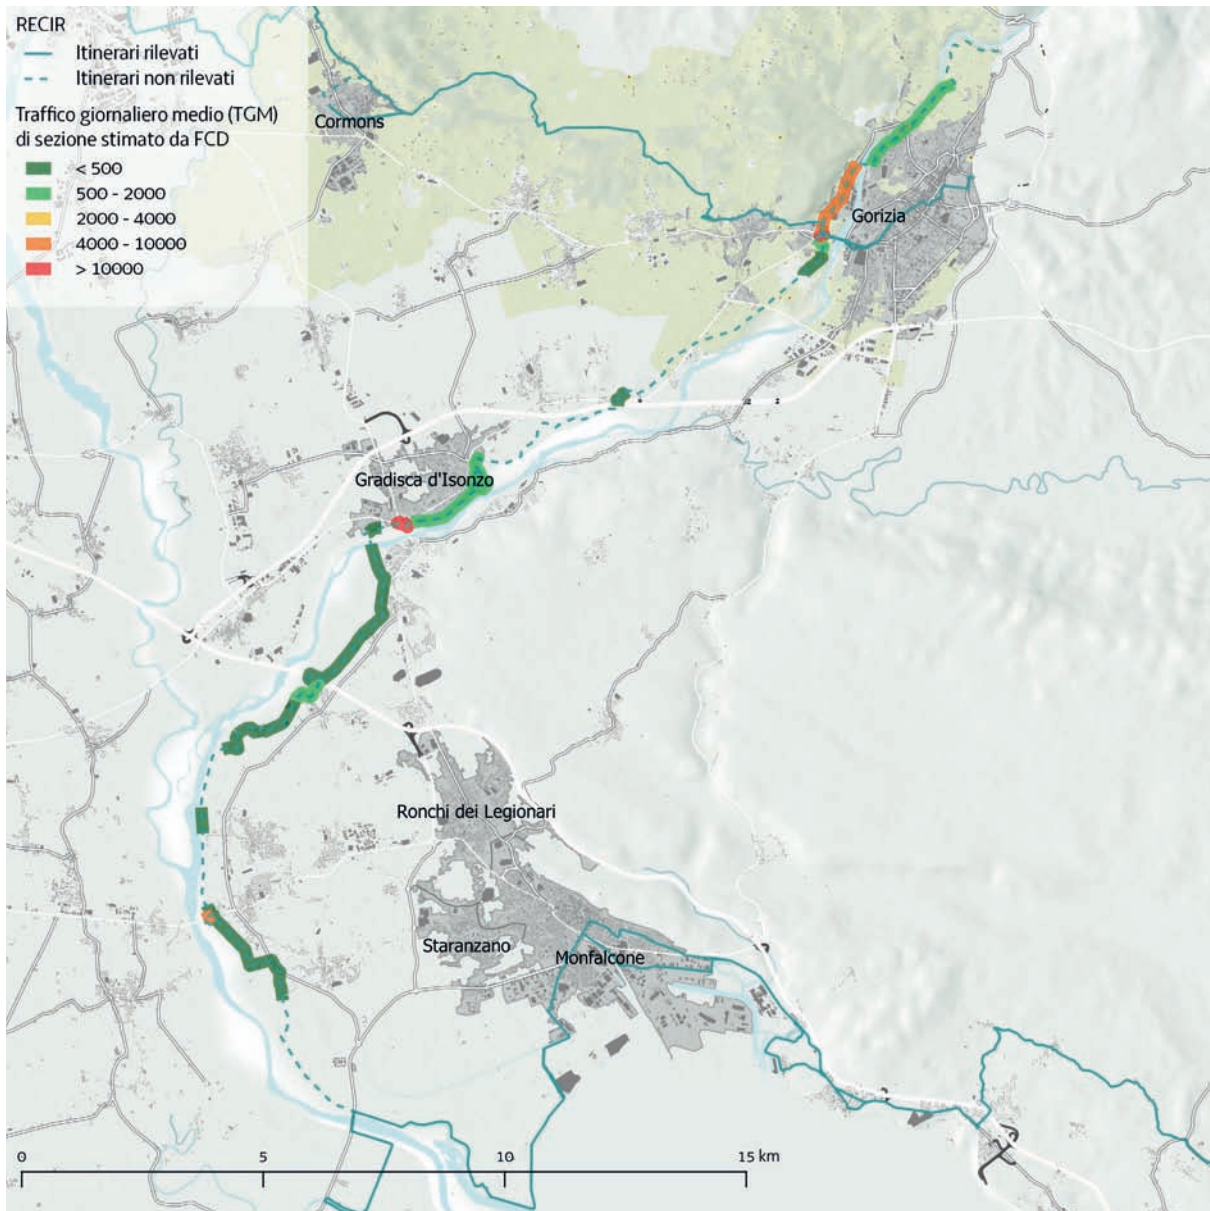 RECIR
Itinerari rilevati
Itinerari non rilevati
Traffico giornaliero medio (TGM)
di sezione stimato da FCD
< 500
500 - 2000
2000 - 4000
4000 - 10000
> 10000
Cormons
Gorizia
Gradisca d'Isonzo
Ronchi dei Legionari
Staranzano
Monfalcone
0 5 10 15 km